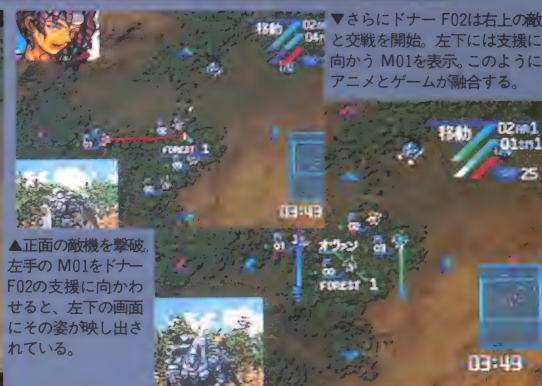 ▼さらにドナー F02は右上の敵
と交戦を開始。左下には支援に
向かう M01を表示。このように
アニメとゲームが融合する。
移動
FOREST 1
03:43
▲正面の敵機を撃破。
左手の M01をドナー
F02の支援に向かわ
せると、左下の画面
にその姿が映し出さ
れている。
移動
25
オヴァン
FOREST 1
03:49